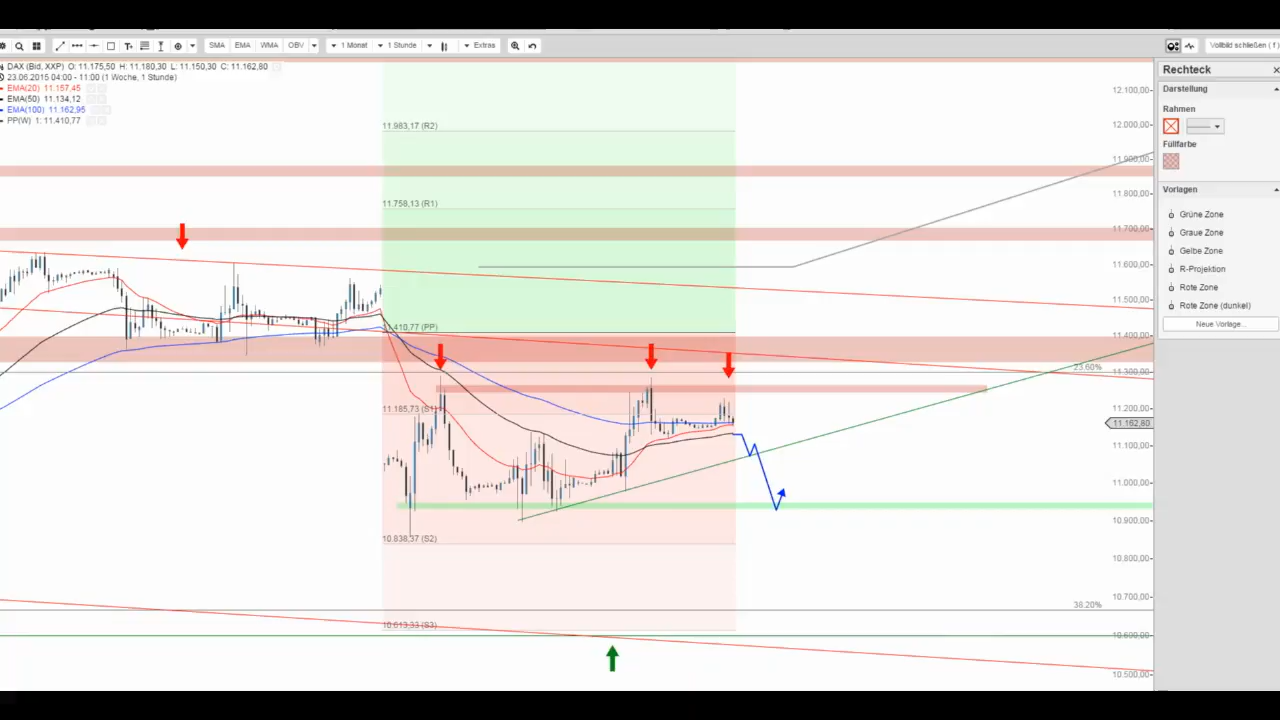 SMA EMA WMA OBV 1 Monat 1 Stunde Extras Vollbild schließen ( f )
DAX (Bid, XXP) O: 11.175,50 H: 11.180,30 L: 11.150,30 C: 11.162,80
23.06.2015 04:00 - 11:00 (1 Woche, 1 Stunde)
EMA(20) 11.157,45
EMA(50) 11.134,12
EMA(100) 11.162,95
PP(W) 1: 11.410,77
12.100,00
12.000,00
11.983,17 (R2)
11.900,00
11.800,00
11.758,13 (R1)
11.700,00
11.600,00
11.500,00
11.400,00
11.410,77 (PP)
23.60%
11.300,00
11.200,00
11.185,73 (S1)
11.162,80
11.100,00
11.000,00
10.900,00
10.838,37 (S2)
10.800,00
10.700,00
38.20%
10.613,33 (S3)
10.600,00
10.500,00
Rechteck
Darstellung
Rahmen
Füllfarbe
Vorlagen
Grüne Zone
Graue Zone
Gelbe Zone
R-Projektion
Rote Zone
Rote Zone (dunkel)
Neue Vorlage...